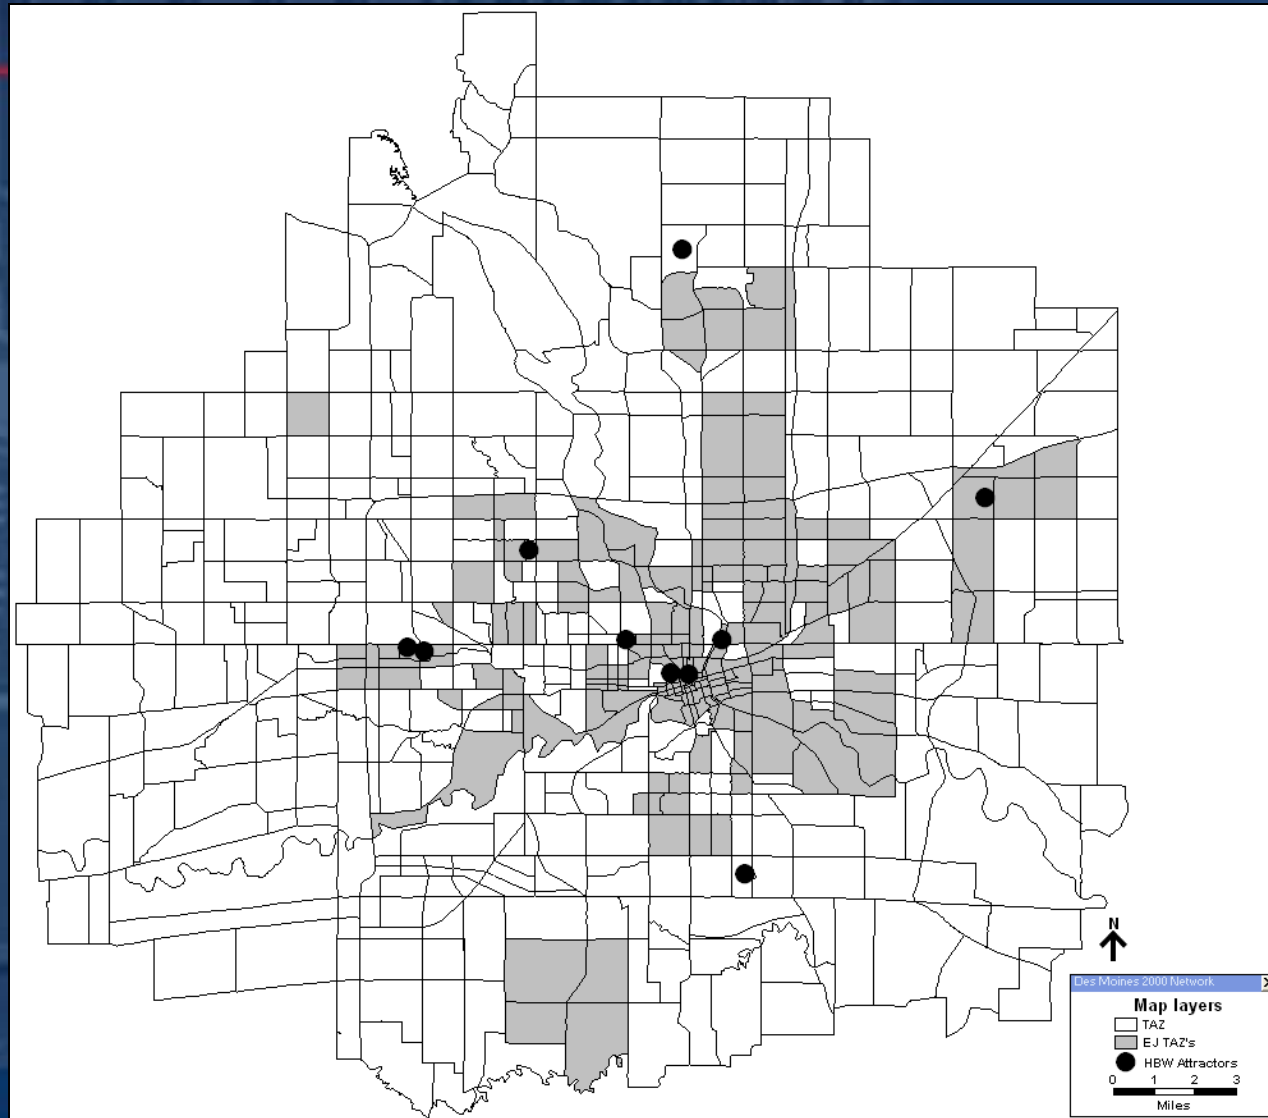 N
Des Moines 2000 Network
Map layers
TAZ
EJ TAZ's
HBW Attractors
0 1 2 3
Miles